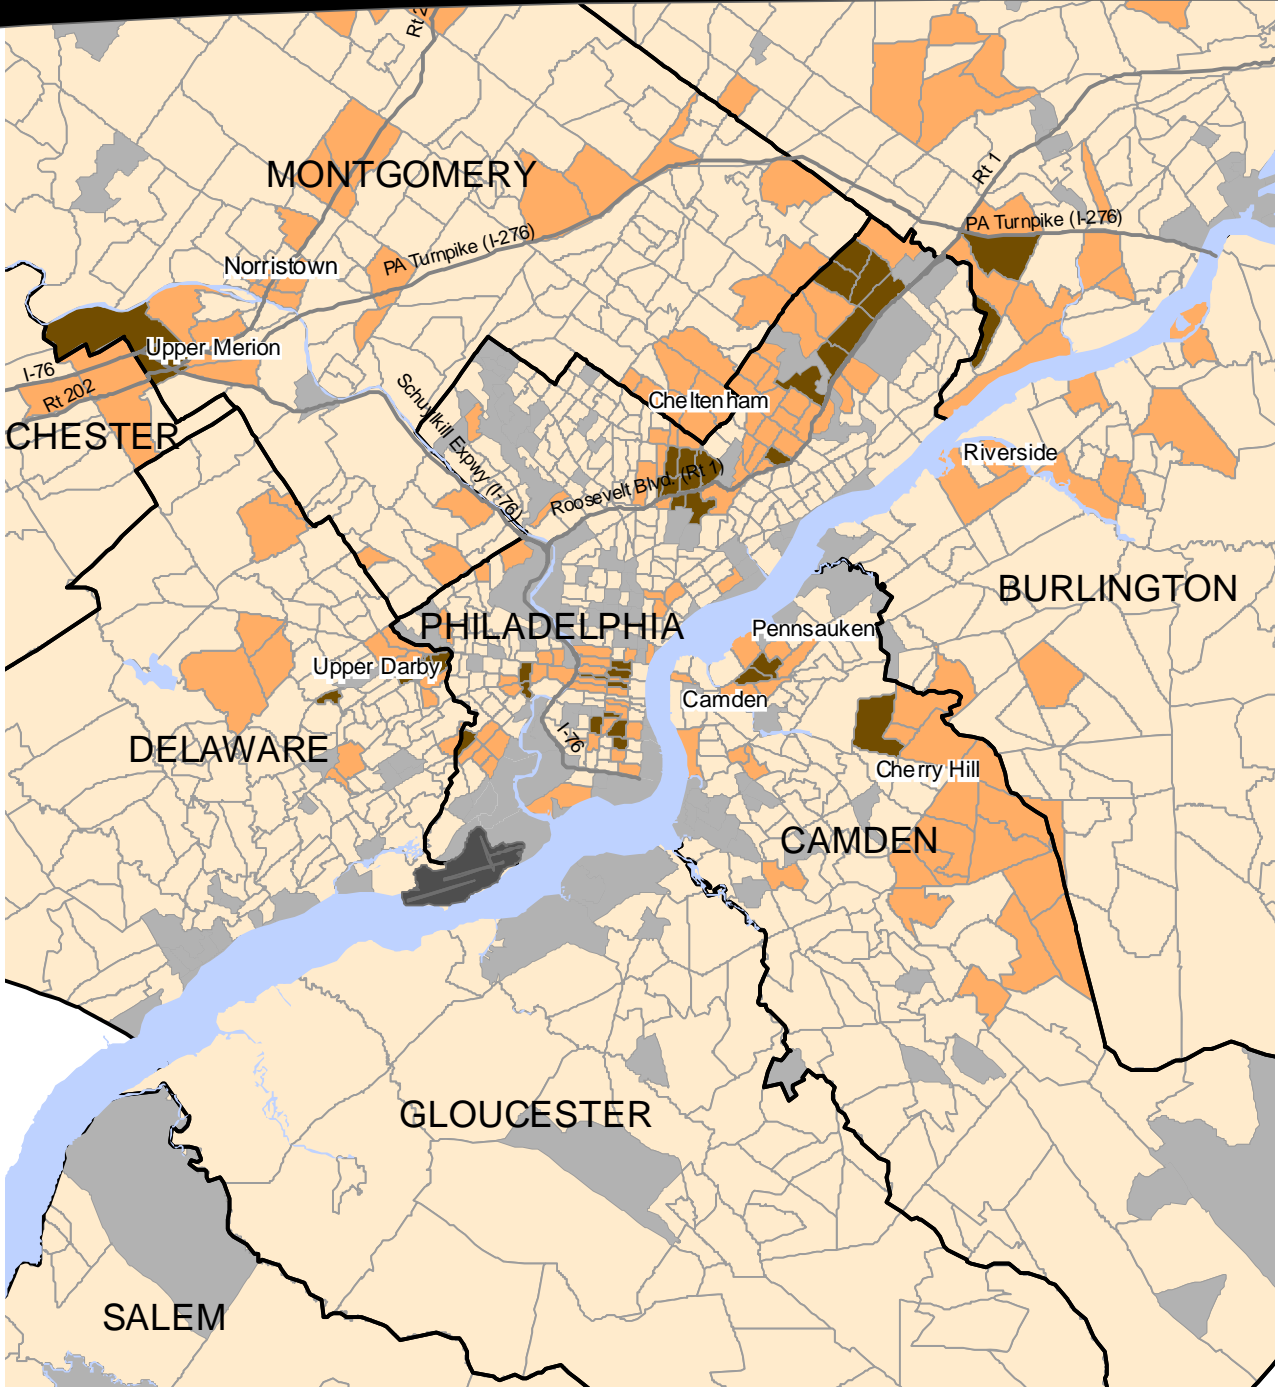 Rt 2
MONTGOMERY
Rt 1
PA Turnpike (I-276)
PA Turnpike (I-276)
Norristown
Upper Merion
I-76
Rt 202
Schuylkill Expwy (I-76)
Cheltenham
CHESTER
Riverside
Roosevelt Blvd. (Rt 1)
BURLINGTON
PHILADELPHIA
Pennsauken
Upper Darby
Camden
I-76
DELAWARE
Cherry Hill
CAMDEN
GLOUCESTER
SALEM